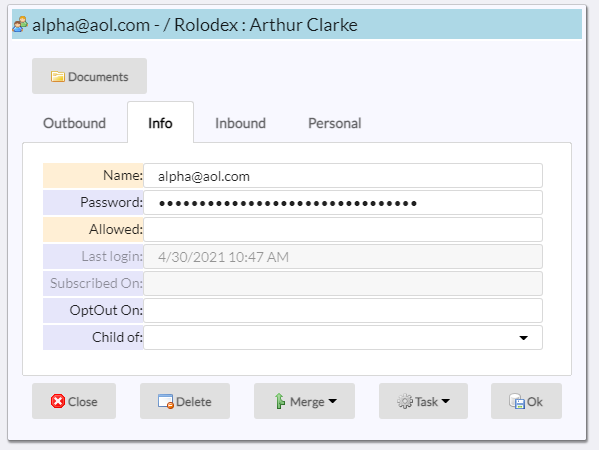 alpha@aol.com - / Rolodex : Arthur Clarke
Documents
Outbound Info Inbound Personal
Name: alpha@aol.com
Password: ••••••••••••••••••••••••••••••••
Allowed:
Last login: 4/30/2021 10:47 AM
Subscribed On:
OptOut On:
Child of:
Close Delete Merge Task Ok